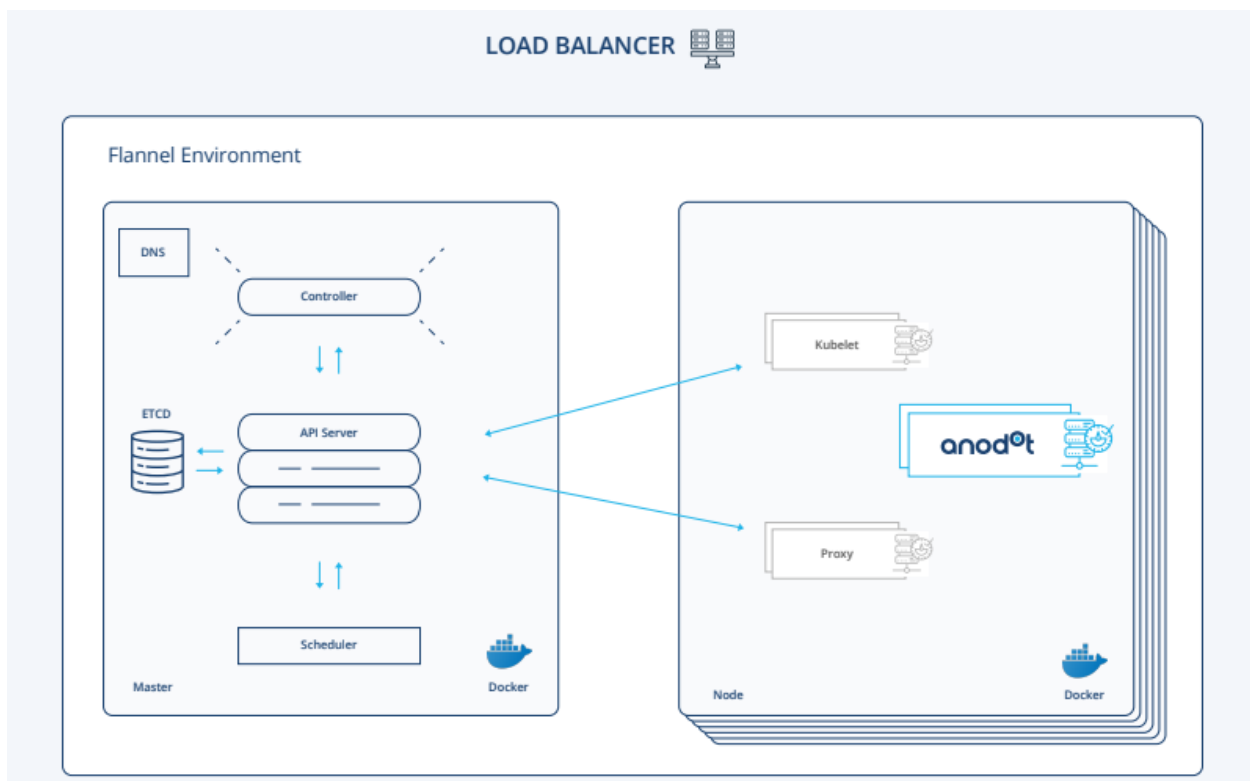 LOAD BALANCER
Flannel Environment
DNS
Controller
ETCD
API Server
Scheduler
Master
Docker
Kubelet
anodot
Proxy
Node
Docker